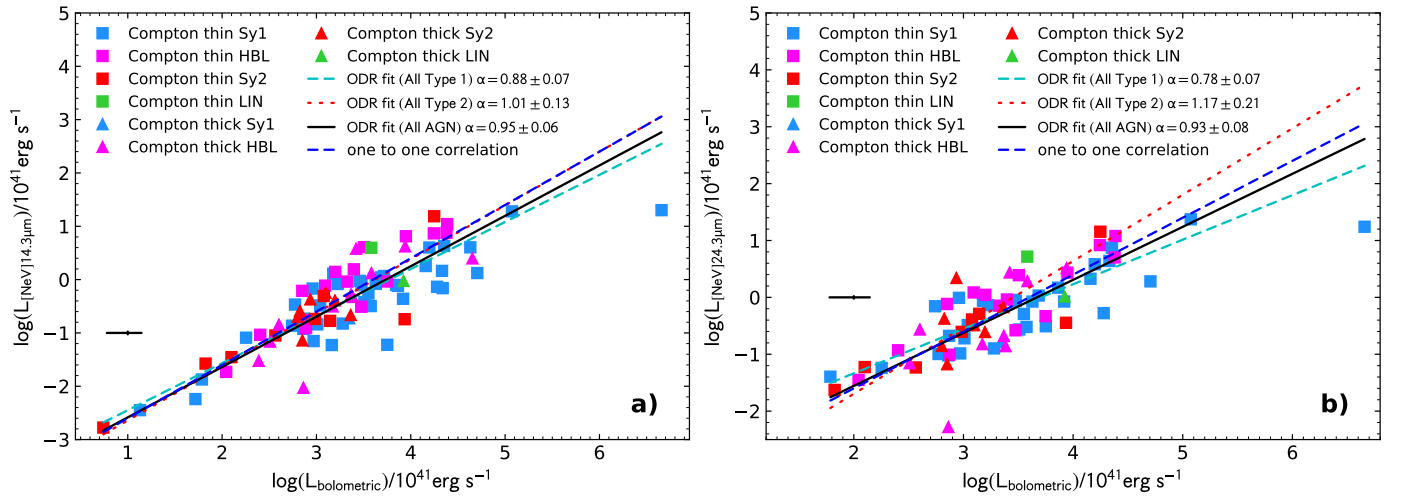 5
4
3
2
1
0
−1
−2
−3
log(L[NeV]14.3μm)/10^41 erg s^−1
Compton thin Sy1
Compton thin HBL
Compton thin Sy2
Compton thin LIN
Compton thick Sy1
Compton thick HBL
Compton thick Sy2
Compton thick LIN
ODR fit (All Type 1) α=0.88±0.07
ODR fit (All Type 2) α=1.01±0.13
ODR fit (All AGN) α=0.95±0.06
one to one correlation
a)
1 2 3 4 5 6
log(Lbolometric)/10^41 erg s^−1
5
4
3
2
1
0
−1
−2
log(L[NeV]24.3μm)/10^41 erg s^−1
Compton thin Sy1
Compton thin HBL
Compton thin Sy2
Compton thin LIN
Compton thick Sy1
Compton thick HBL
Compton thick Sy2
Compton thick LIN
ODR fit (All Type 1) α=0.78±0.07
ODR fit (All Type 2) α=1.17±0.21
ODR fit (All AGN) α=0.93±0.08
one to one correlation
b)
2 3 4 5 6
log(Lbolometric)/10^41 erg s^−1